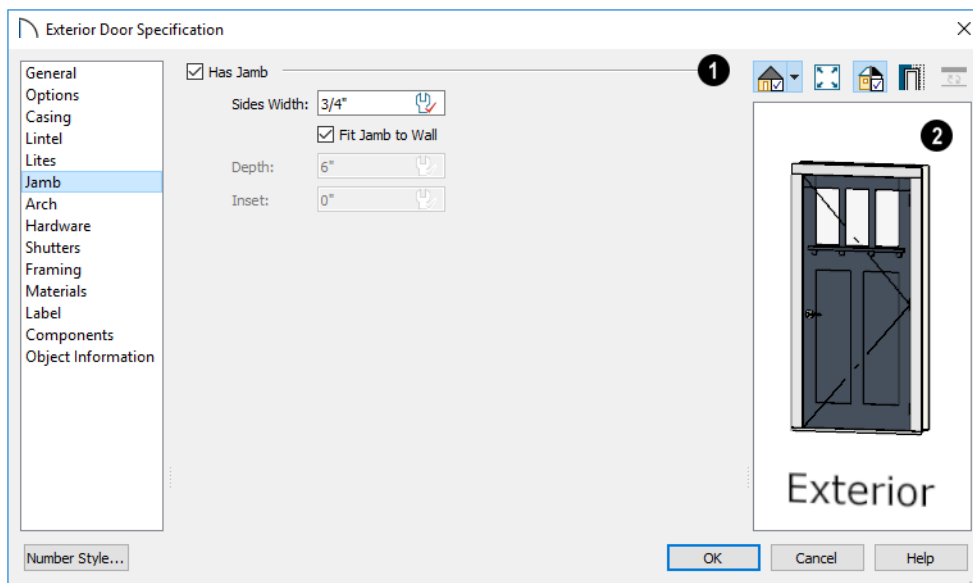 Exterior Door Specification
General
Options
Casing
Lintel
Lites
Jamb
Arch
Hardware
Shutters
Framing
Materials
Label
Components
Object Information
Has Jamb
Sides Width: 3/4"
Fit Jamb to Wall
Depth: 6"
Inset: 0"
1
2
Exterior
Number Style...
OK
Cancel
Help